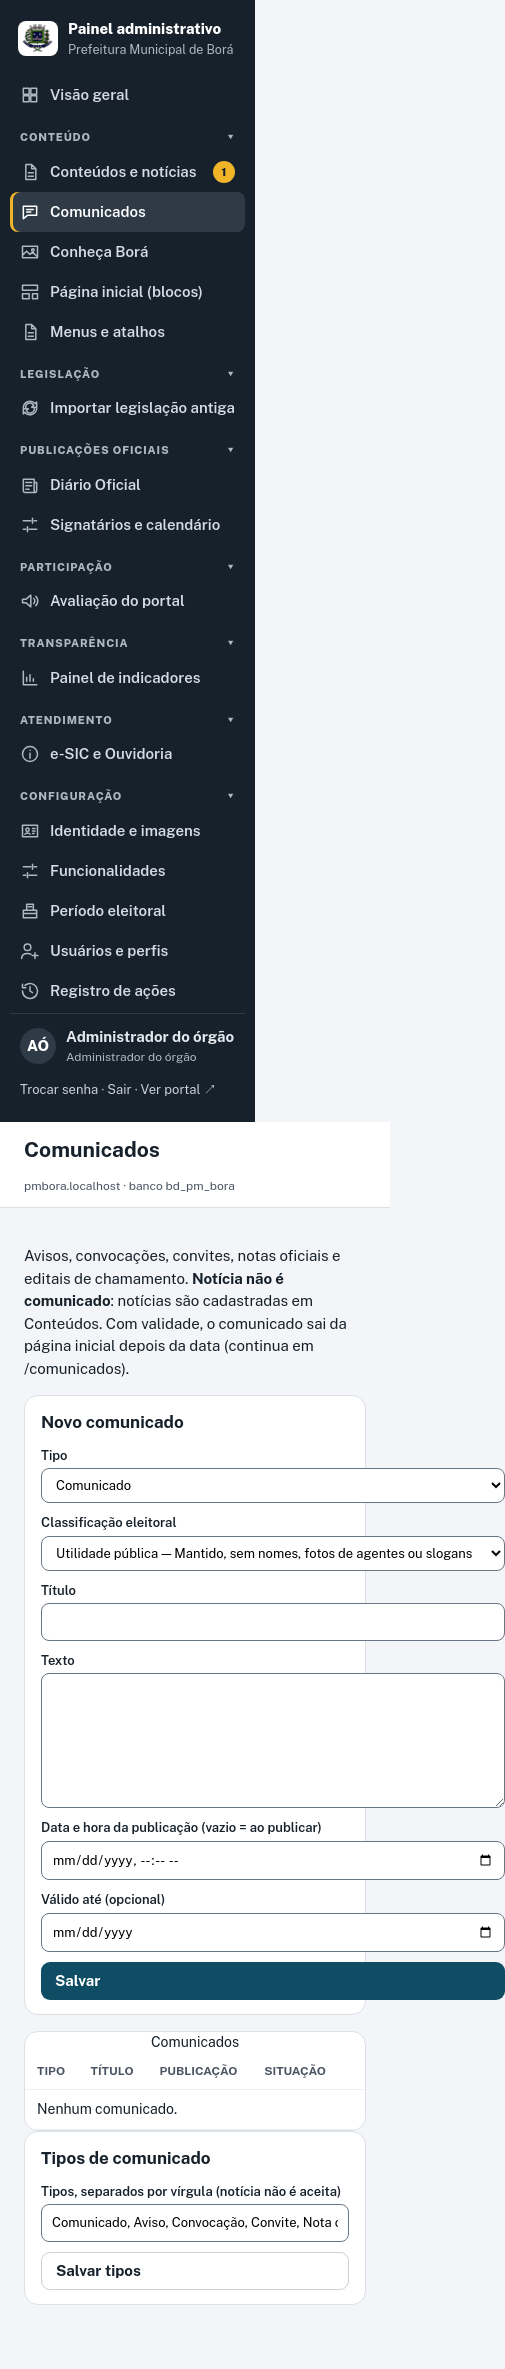 Painel administrativo
Prefeitura Municipal de Borá
Visão geral
CONTEÚDO ▾
Conteúdos e notícias 1
Comunicados
Conheça Borá
Página inicial (blocos)
Menus e atalhos
LEGISLAÇÃO ▾
Importar legislação antiga
PUBLICAÇÕES OFICIAIS ▾
Diário Oficial
Signatários e calendário
PARTICIPAÇÃO ▾
Avaliação do portal
TRANSPARÊNCIA ▾
Painel de indicadores
ATENDIMENTO ▾
e-SIC e Ouvidoria
CONFIGURAÇÃO ▾
Identidade e imagens
Funcionalidades
Período eleitoral
Usuários e perfis
Registro de ações
AÓ
Administrador do órgão
Administrador do órgão
Trocar senha · Sair · Ver portal ↗
Comunicados
pmbora.localhost · banco bd_pm_bora
Avisos, convocações, convites, notas oficiais e
editais de chamamento. Notícia não é
comunicado: notícias são cadastradas em
Conteúdos. Com validade, o comunicado sai da
página inicial depois da data (continua em
/comunicados).
Novo comunicado
Tipo
Comunicado
Classificação eleitoral
Utilidade pública — Mantido, sem nomes, fotos de agentes ou slogans
Título
Texto
Data e hora da publicação (vazio = ao publicar)
mm/dd/yyyy, --:-- --
Válido até (opcional)
mm/dd/yyyy
Salvar
Comunicados
TIPO TÍTULO PUBLICAÇÃO SITUAÇÃO
Nenhum comunicado.
Tipos de comunicado
Tipos, separados por vírgula (notícia não é aceita)
Comunicado, Aviso, Convocação, Convite, Nota
Salvar tipos